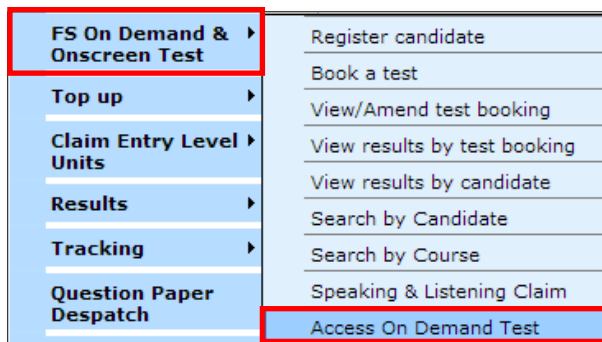 FS On Demand &
Onscreen Test
Top up
Claim Entry Level
Units
Results
Tracking
Question Paper
Despatch
Register candidate
Book a test
View/Amend test booking
View results by test booking
View results by candidate
Search by Candidate
Search by Course
Speaking & Listening Claim
Access On Demand Test